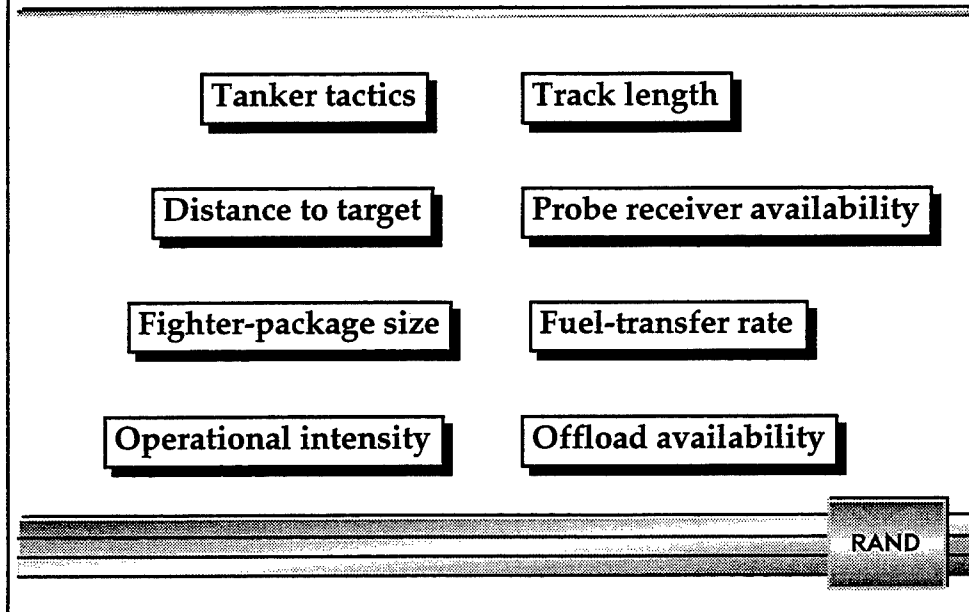 Tanker tactics
Track length
Distance to target
Probe receiver availability
Fighter-package size
Fuel-transfer rate
Operational intensity
Offload availability
RAND